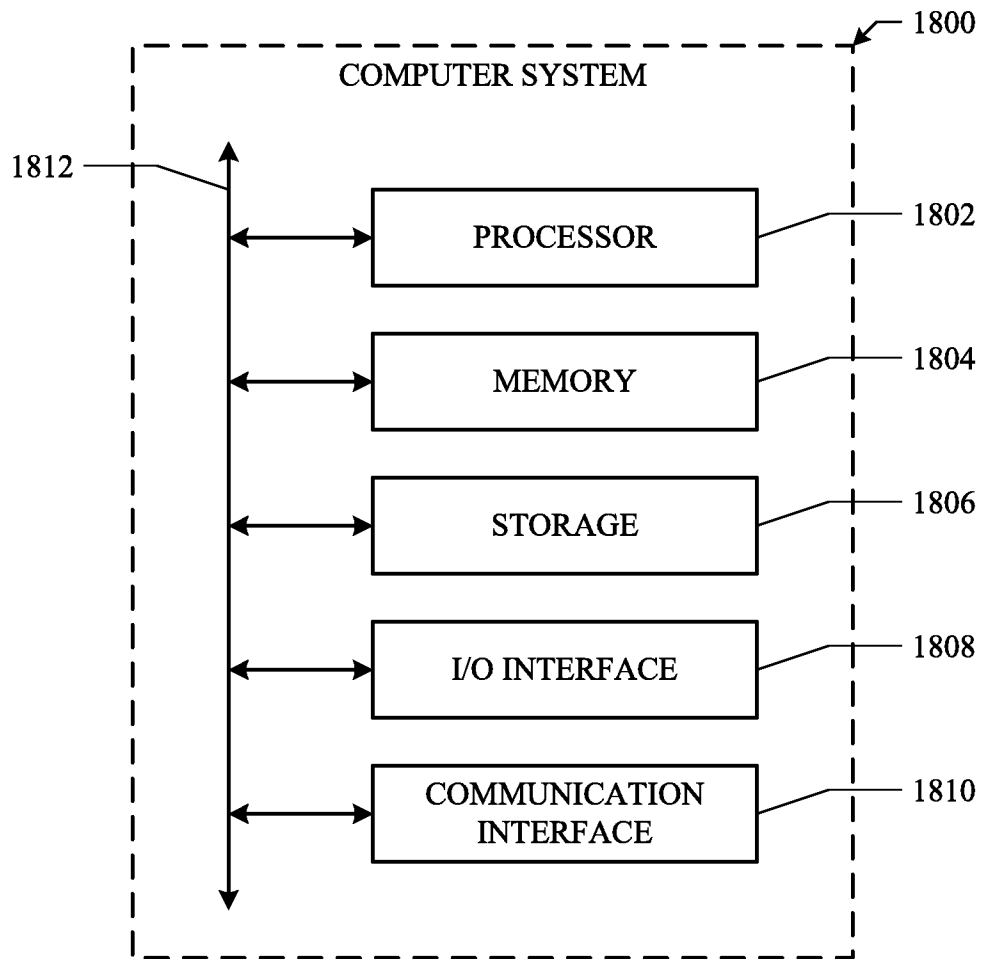 1800
COMPUTER SYSTEM
1812
PROCESSOR
1802
MEMORY
1804
STORAGE
1806
I/O INTERFACE
1808
COMMUNICATION
INTERFACE
1810